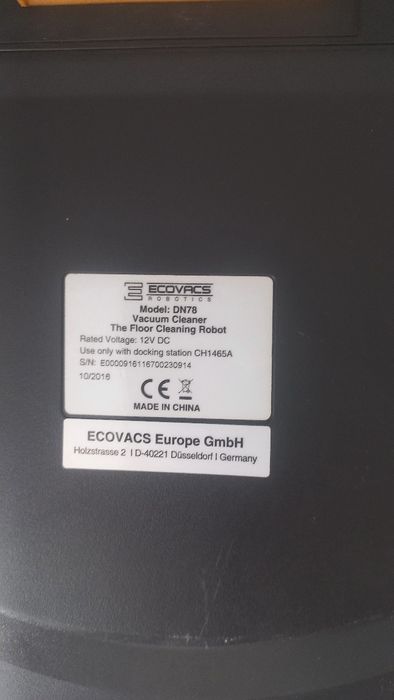 ECOVACS
ROBOTICS
Model: DN78
Vacuum Cleaner
The Floor Cleaning Robot
Rated Voltage: 12V DC
Use only with docking station CH1465A
S/N: E0000916116700230914
10/2016
CE
MADE IN CHINA
ECOVACS Europe GmbH
Holzstrasse 2 I D-40221 Düsseldorf I Germany